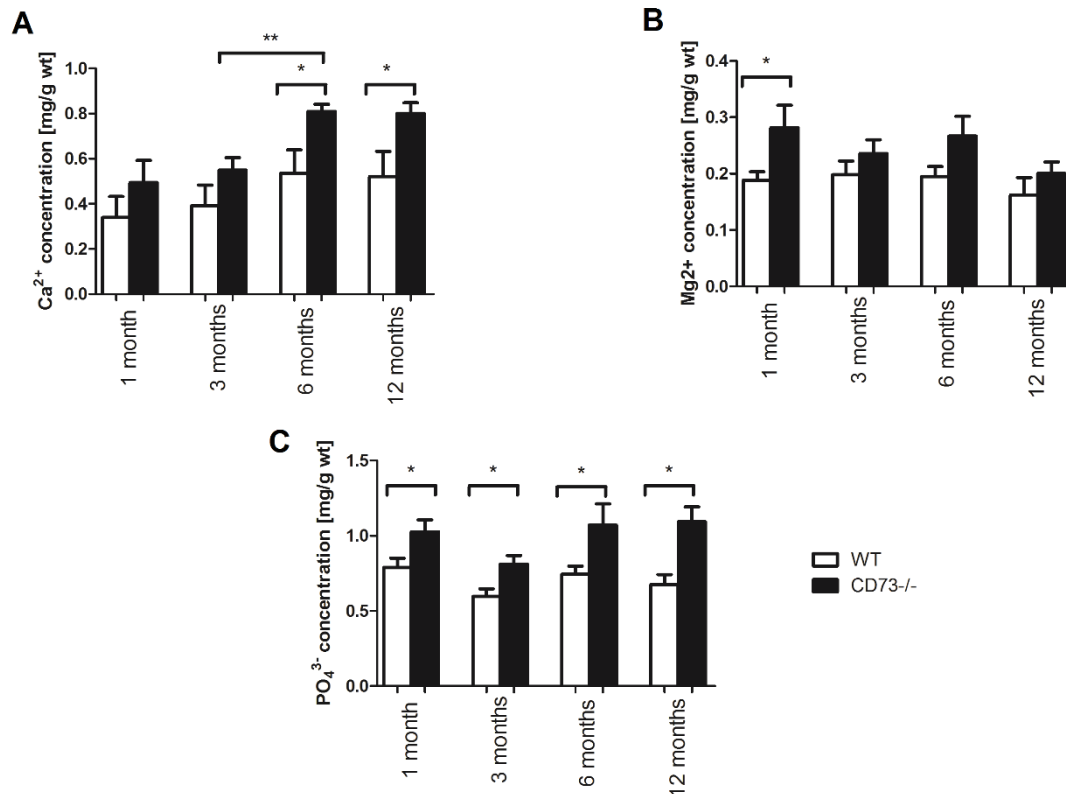 A
Ca²⁺ concentration [mg/g wt]
1.0
0.8
0.6
0.4
0.2
0.0
**
*
*
1 month
3 months
6 months
12 months
B
Mg2+ concentration [mg/g wt]
0.4
0.3
0.2
0.1
0.0
*
1 month
3 months
6 months
12 months
C
PO₄³⁻ concentration [mg/g wt]
1.5
1.0
0.5
0.0
*
*
*
*
1 month
3 months
6 months
12 months
WT
CD73-/-